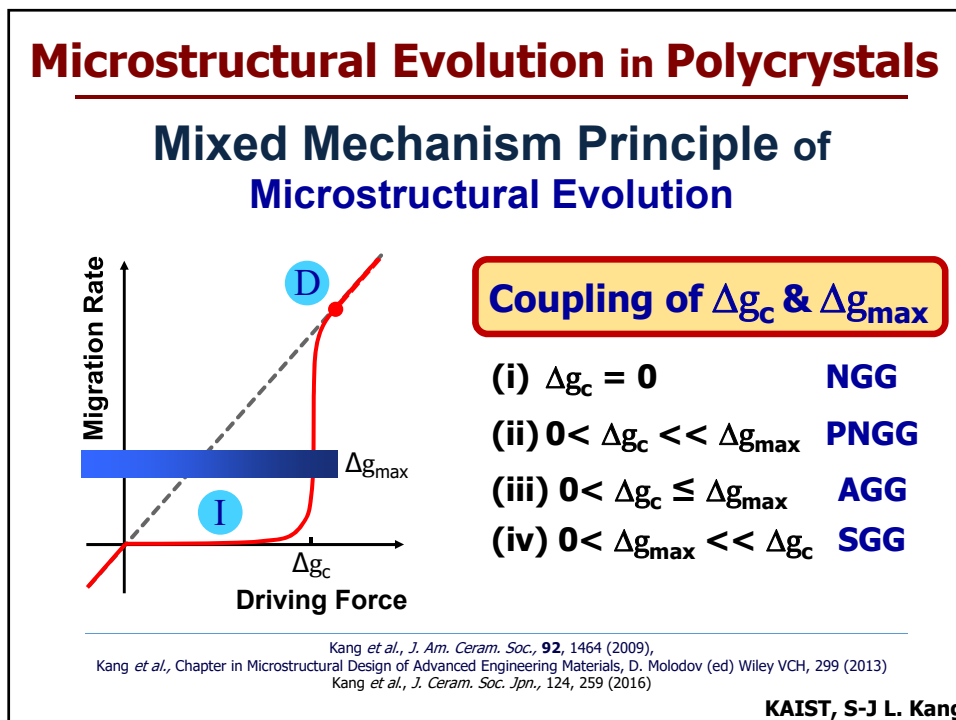 Microstructural Evolution in Polycrystals
Mixed Mechanism Principle of
Microstructural Evolution
Migration Rate
D
I
Δgmax
Δgc
Driving Force
Coupling of Δgc & Δgmax
(i) Δgc = 0 NGG
(ii) 0< Δgc << Δgmax PNGG
(iii) 0< Δgc ≤ Δgmax AGG
(iv) 0< Δgmax << Δgc SGG
Kang et al., J. Am. Ceram. Soc., 92, 1464 (2009),
Kang et al., Chapter in Microstructural Design of Advanced Engineering Materials, D. Molodov (ed) Wiley VCH, 299 (2013)
Kang et al., J. Ceram. Soc. Jpn., 124, 259 (2016)
KAIST, S-J L. Kang